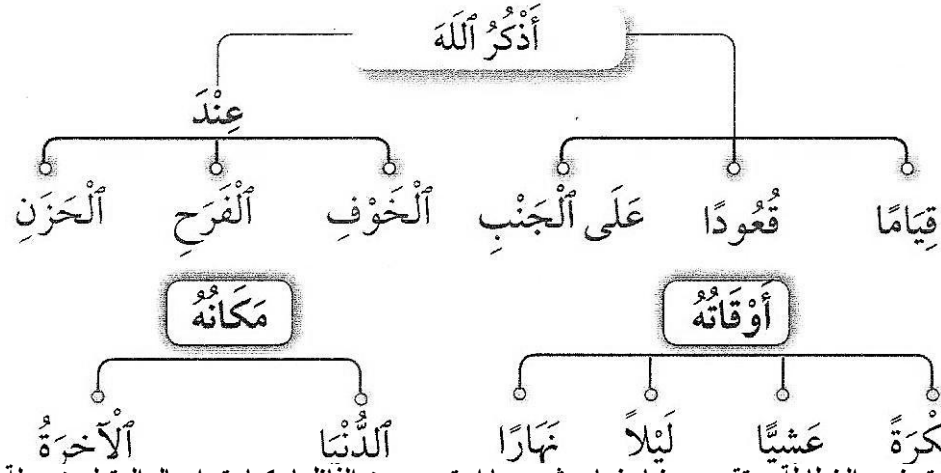 أَذْكُرُ ٱللَهَ
عِنْدَ
قِيَامًا قُعُودًا عَلَى ٱلْجَنْبِ ٱلْخَوْفِ ٱلْفَرَحِ ٱلْحَزَنِ
أَوْقَاتُهُ مَكَانُهُ
عَشِيًّا لَيْلاً نَهَارًا ٱلدُّنْيَا ٱلْآخِرَةُ